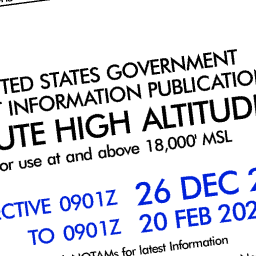 TED STATES GOVERNMENT
INFORMATION PUBLICATIO
UTE HIGH ALTITUD
or use at and above 18,000' MSL
CTIVE 0901Z 26 DEC 2
TO 0901Z 20 FEB 202
NOTAMs for latest Information